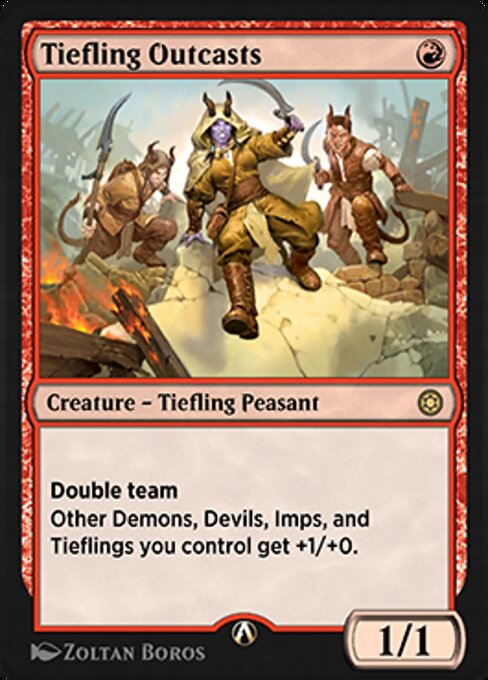 Tiefling Outcasts
Creature – Tiefling Peasant
Double team
Other Demons, Devils, Imps, and
Tieflings you control get +1/+0.
1/1
Zoltan Boros